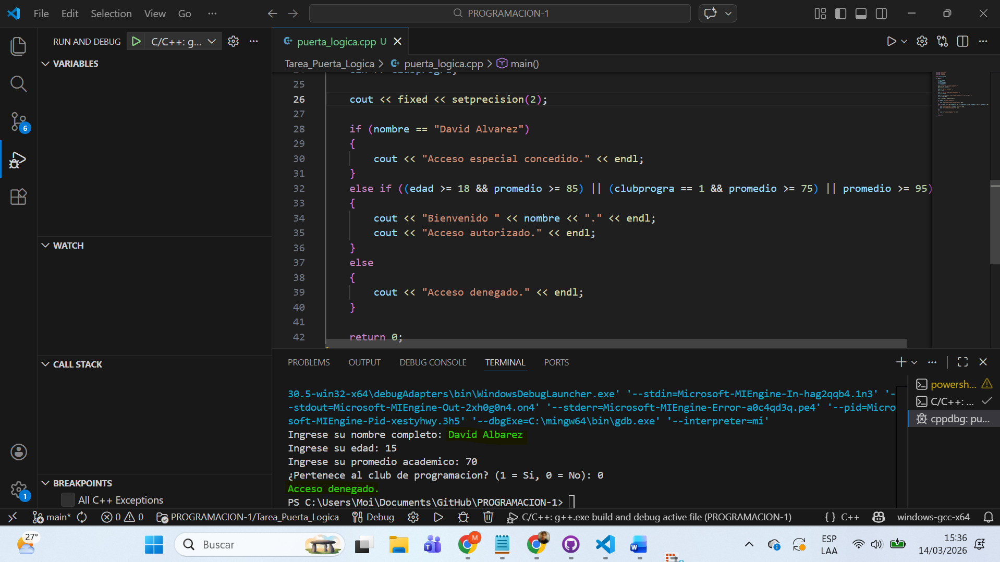 File Edit Selection View Go ···
PROGRAMACION-1
RUN AND DEBUG C/C++: g... ···
puerta_logica.cpp U
Tarea_Puerta_Logica > puerta_logica.cpp > main()
VARIABLES
WATCH
CALL STACK
BREAKPOINTS
All C++ Exceptions
25
26 cout << fixed << setprecision(2);
27
28 if (nombre == "David Alvarez")
29 {
30 cout << "Acceso especial concedido." << endl;
31 }
32 else if ((edad >= 18 && promedio >= 85) || (clubprogra == 1 && promedio >= 75) || promedio >= 95)
33 {
34 cout << "Bienvenido " << nombre << "." << endl;
35 cout << "Acceso autorizado." << endl;
36 }
37 else
38 {
39 cout << "Acceso denegado." << endl;
40 }
41
42 return 0;
PROBLEMS OUTPUT DEBUG CONSOLE TERMINAL PORTS
30.5-win32-x64\debugAdapters\bin\WindowsDebugLauncher.exe' '--stdin=Microsoft-MIEngine-In-hag2qqb4.1n3' '-
-stdout=Microsoft-MIEngine-Out-2xh0g0n4.on4' '--stderr=Microsoft-MIEngine-Error-a0c4qd3q.pe4' '--pid=Micro
soft-MIEngine-Pid-xestyhwy.3h5' '--dbgExe=C:\mingw64\bin\gdb.exe' '--interpreter=mi'
Ingrese su nombre completo: David Albarez
Ingrese su edad: 15
Ingrese su promedio academico: 70
¿Pertenece al club de programacion? (1 = Si, 0 = No): 0
Acceso denegado.
PS C:\Users\Moi\Documents\GitHub\PROGRAMACION-1>
powersh...
C/C++: ...
cppdbg: pu...
6
1
main* 0 0 PROGRAMACION-1/Tarea_Puerta_Logica Debug C/C++: g++.exe build and debug active file (PROGRAMACION-1) {} C++ windows-gcc-x64
27°
Buscar
M
ESP
LAA
15:36
14/03/2026